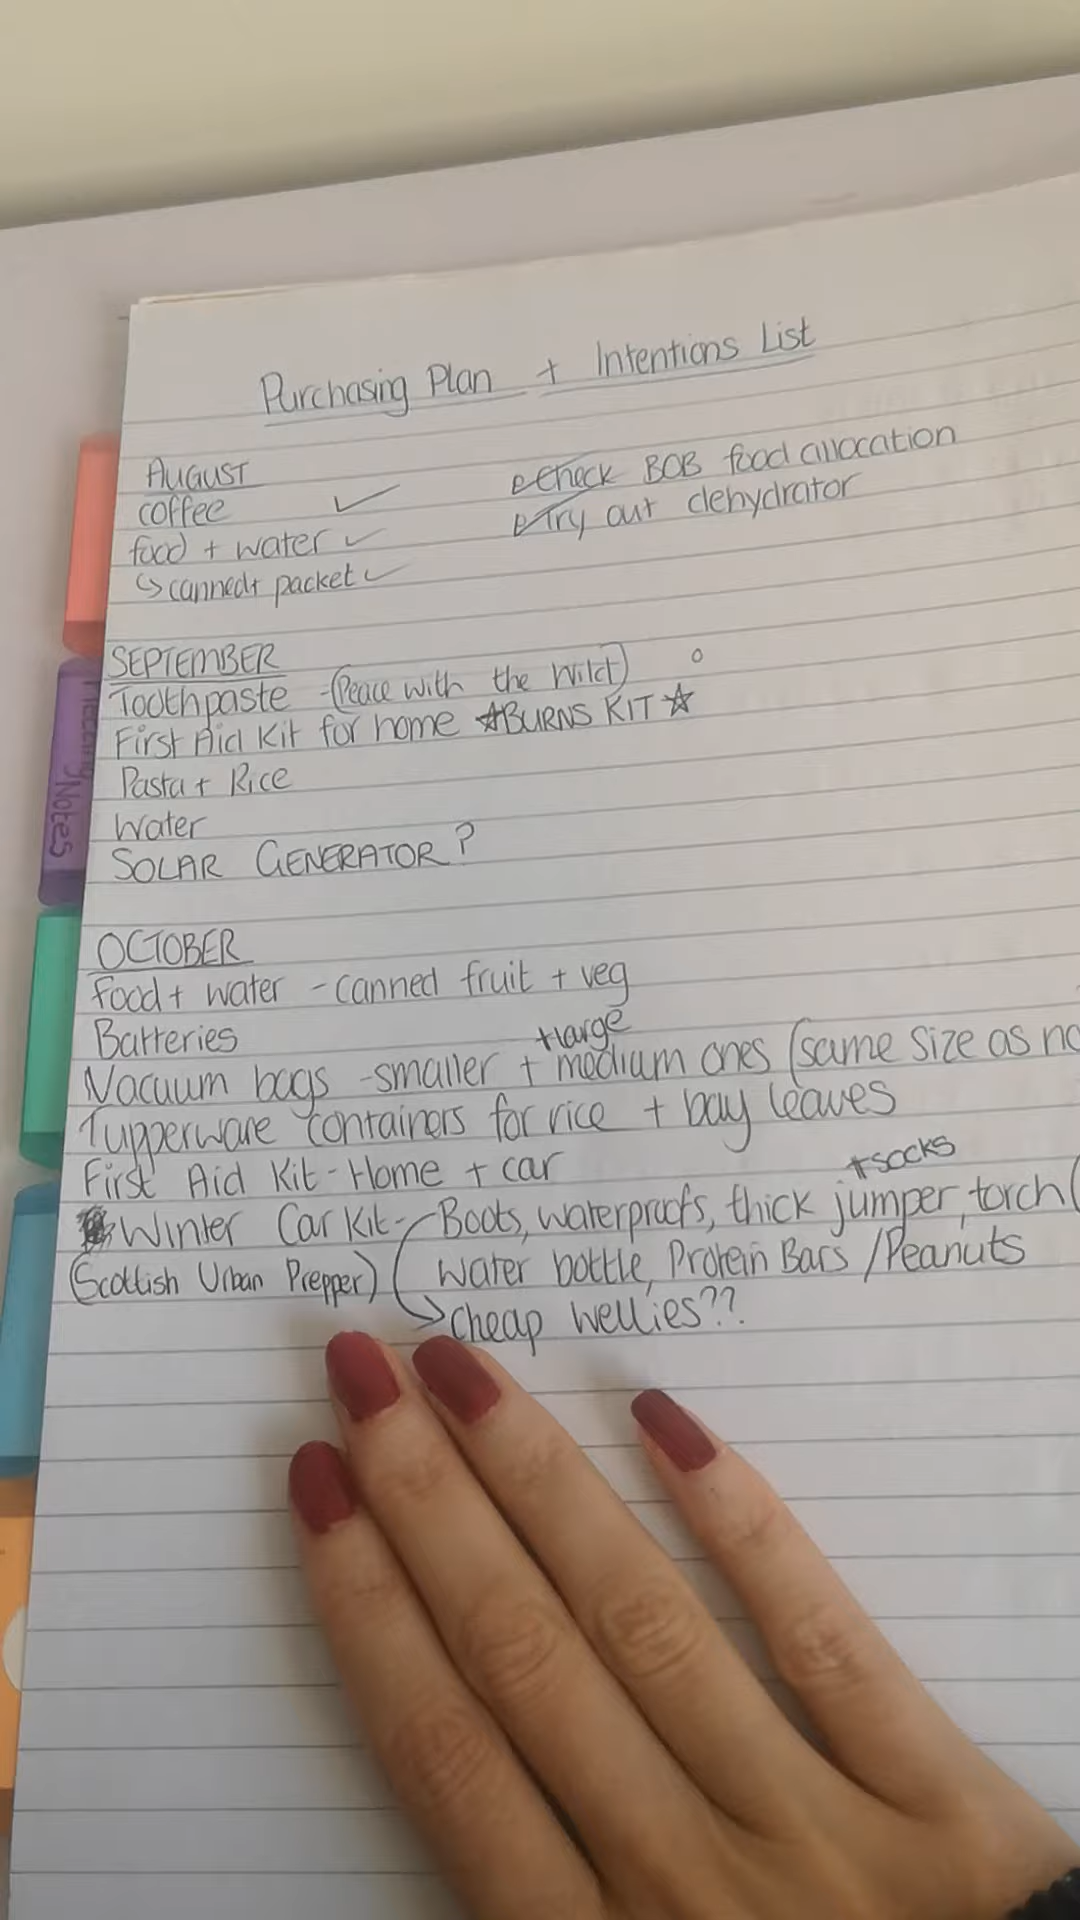 Purchasing Plan + Intentions List
AUGUST
coffee ✓
food + water ✓
↳ canned + packet ✓
Check BOB food allocation
Try out dehydrator
SEPTEMBER
Toothpaste - (Peace with the Wild)
First Aid Kit for home ☆BURNS KIT☆
Pasta + Rice
Water
SOLAR GENERATOR?
OCTOBER
food + water - canned fruit + veg
Batteries
+ large
Vacuum bags - smaller + medium ones (same size as
Tupperware containers for rice + bay leaves
First Aid Kit - Home + car
+ socks
Winter Car Kit - Boots, waterproofs, thick jumper, torch (
(Scottish Urban Prepper) water bottle, Protein Bars / Peanuts
→ cheap wellies??
Notes